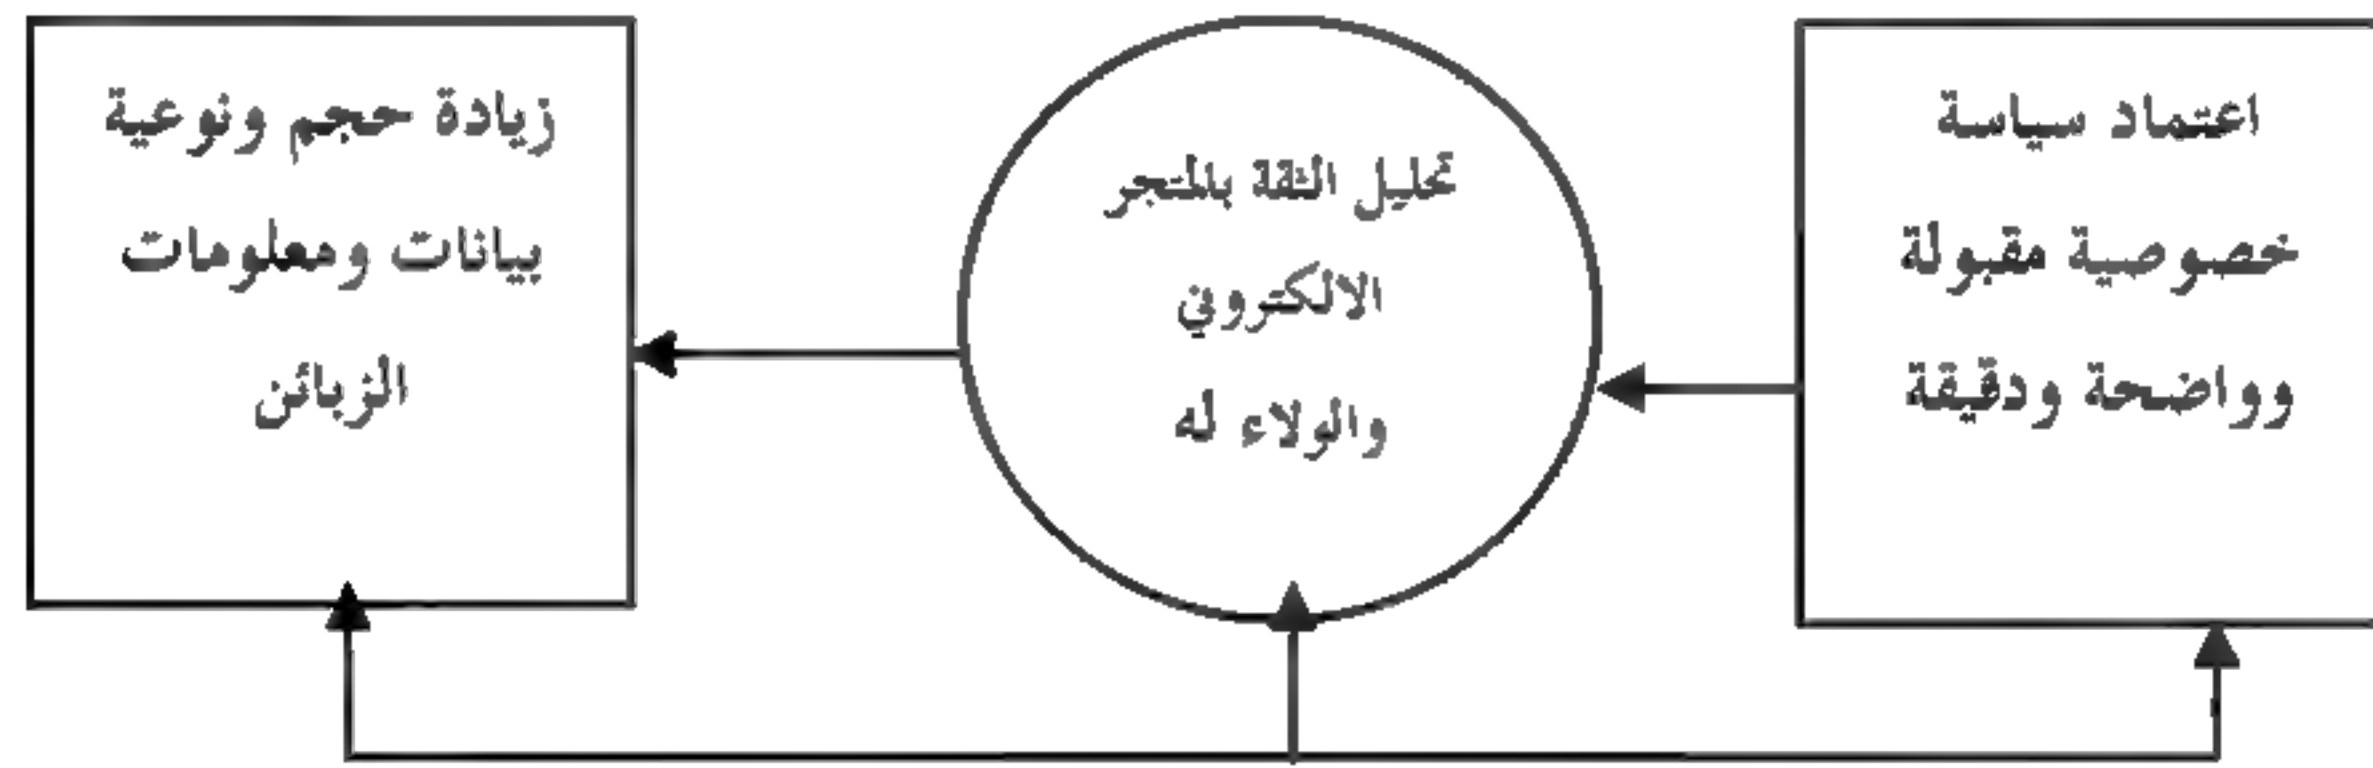 اعتماد سياسة
خصوصية مقبولة
وواضحة ودقيقة
تحليل الثقة بالمتجر
الالكتروني
والولاء له
زيادة حجم ونوعية
بيانات ومعلومات
الزبائن